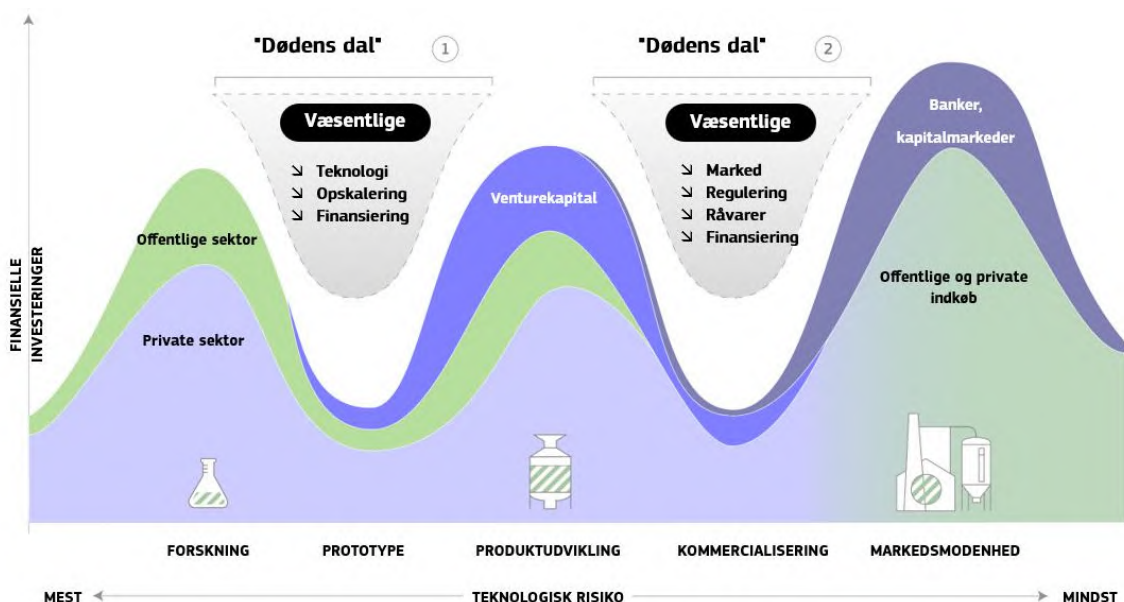 "Dødens dal"
1
"Dødens dal"
2
Væsentlige
↘ Teknologi
↘ Opskalering
↘ Finansiering
Væsentlige
↘ Marked
↘ Regulering
↘ Råvarer
↘ Finansiering
Banker,
kapitalmarkeder
Venturekapital
Offentlige sektor
Private sektor
Offentlige og private
indkøb
FINANSIELLE
INVESTERINGER
FORSKNING
PROTOTYPE
PRODUKTUDVIKLING
KOMMERCIALISERING
MARKEDSMODENHED
MEST
TEKNOLOGISK RISIKO
MINDST